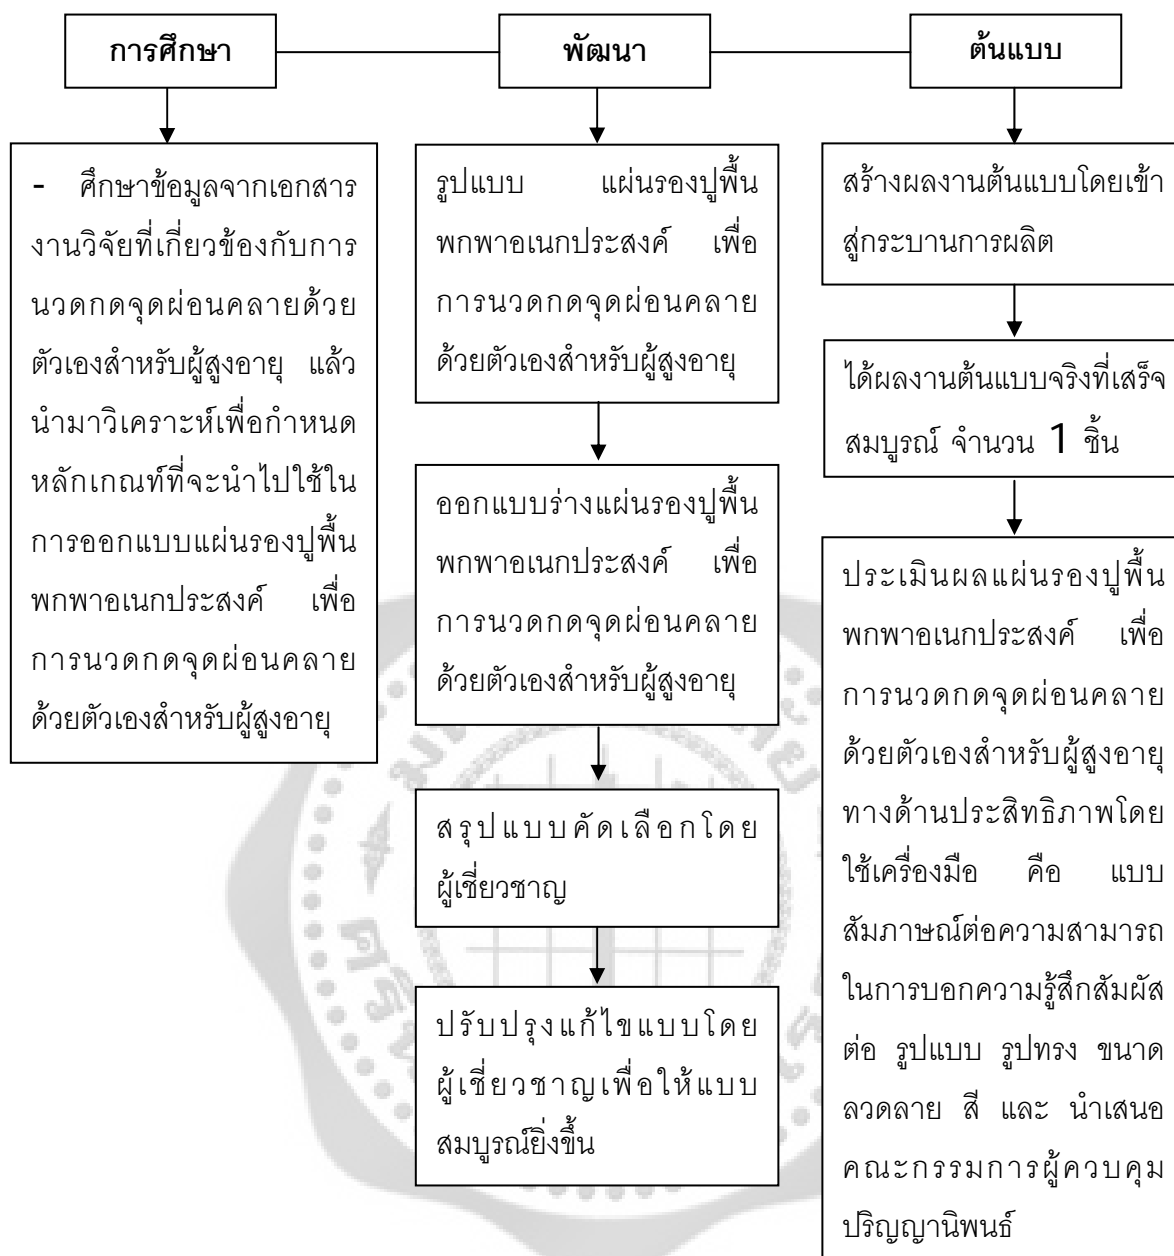 การศึกษา
พัฒนา
ต้นแบบ
- ศึกษาข้อมูลจากเอกสาร
งานวิจัยที่เกี่ยวข้องกับการ
นวดกดจุดผ่อนคลายด้วย
ตัวเองสำหรับผู้สูงอายุ แล้ว
นำมาวิเคราะห์เพื่อกำหนด
หลักเกณท์ที่จะนำไปใช้ใน
การออกแบบแผ่นรองปูพื้น
พกพาอเนกประสงค์ เพื่อ
การนวดกดจุดผ่อนคลาย
ด้วยตัวเองสำหรับผู้สูงอายุ
รูปแบบ แผ่นรองปูพื้น
พกพาอเนกประสงค์ เพื่อ
การนวดกดจุดผ่อนคลาย
ด้วยตัวเองสำหรับผู้สูงอายุ
ออกแบบร่างแผ่นรองปูพื้น
พกพาอเนกประสงค์ เพื่อ
การนวดกดจุดผ่อนคลาย
ด้วยตัวเองสำหรับผู้สูงอายุ
สรุปแบบคัดเลือกโดย
ผู้เชี่ยวชาญ
ปรับปรุงแก้ไขแบบโดย
ผู้เชี่ยวชาญเพื่อให้แบบ
สมบูรณ์ยิ่งขึ้น
สร้างผลงานต้นแบบโดยเข้า
สู่กระบานการผลิต
ได้ผลงานต้นแบบจริงที่เสร็จ
สมบูรณ์ จำนวน 1 ชิ้น
ประเมินผลแผ่นรองปูพื้น
พกพาอเนกประสงค์ เพื่อ
การนวดกดจุดผ่อนคลาย
ด้วยตัวเองสำหรับผู้สูงอายุ
ทางด้านประสิทธิภาพโดย
ใช้เครื่องมือ คือ แบบ
สัมภาษณ์ต่อความสามารถ
ในการบอกความรู้สึกสัมผัส
ต่อ รูปแบบ รูปทรง ขนาด
ลวดลาย สี และ นำเสนอ
คณะกรรมการผู้ควบคุม
ปริญญานิพนธ์